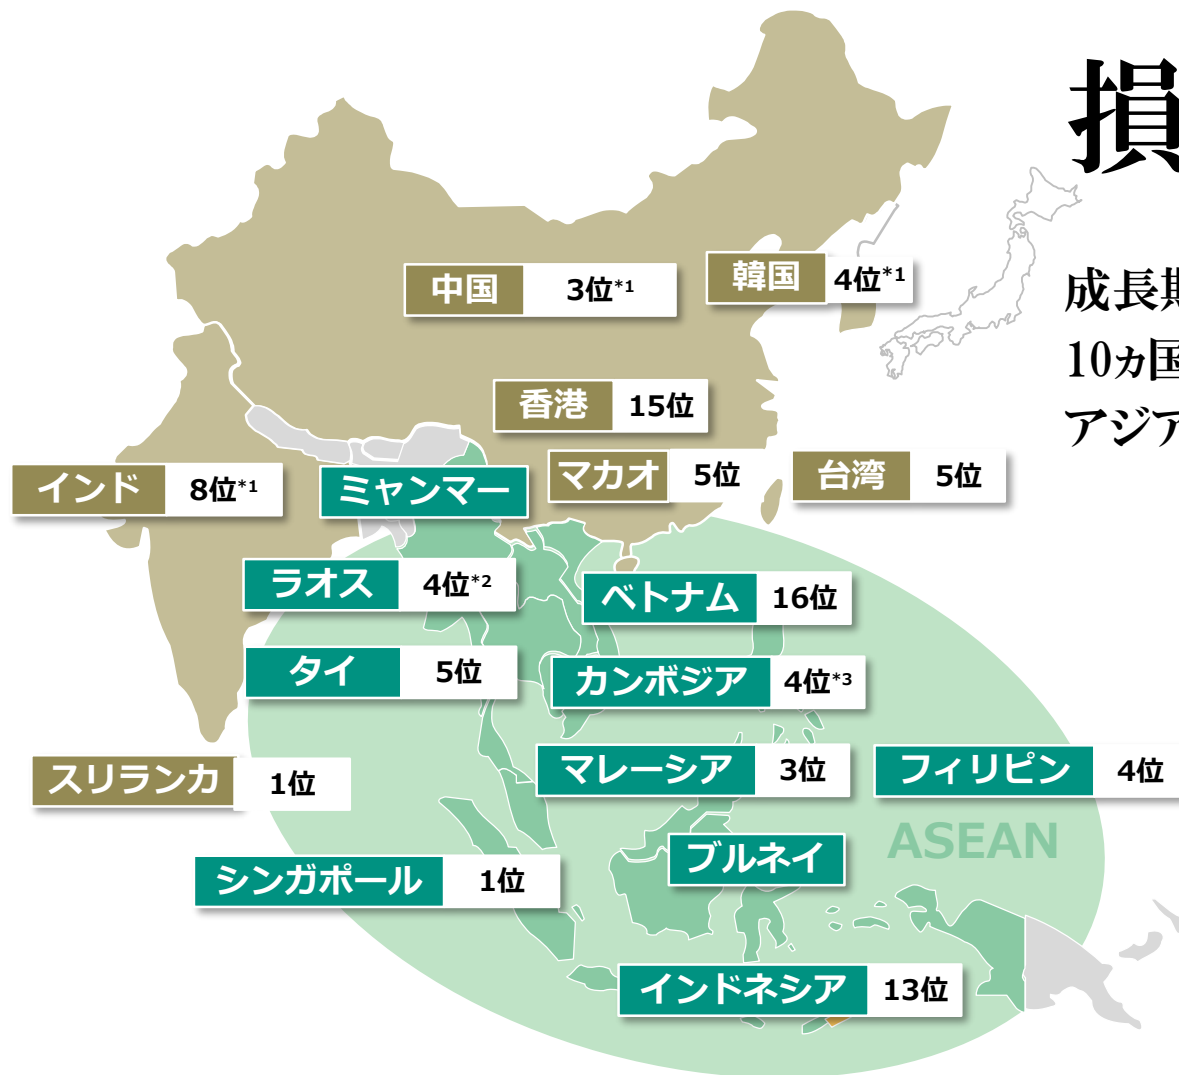 損
成長期
10ヵ国
アジア
中国 3位*1
韓国 4位*1
香港 15位
マカオ 5位
台湾 5位
インド 8位*1
ミャンマー
ラオス 4位*2
ベトナム 16位
タイ 5位
カンボジア 4位*3
スリランカ 1位
マレーシア 3位
フィリピン 4位
ASEAN
ブルネイ
シンガポール 1位
インドネシア 13位